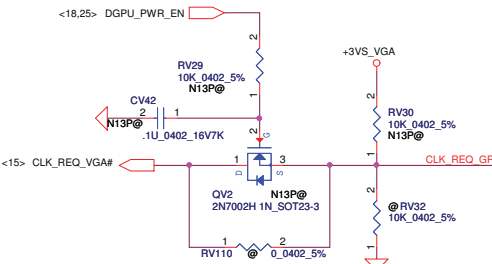 <18,25> DGPU_PWR_EN
2
RV29
10K_0402_5%
N13P@
1
+3VS_VGA
CV42
2 1
N13P@
.1U_0402_16V7K
2
RV30
10K_0402_5%
N13P@
1
2
G
<15> CLK_REQ_VGA#
1 3
D S
CLK_REQ_GP
QV2 N13P@
2N7002H 1N_SOT23-3
2
@ RV32
10K_0402_5%
1
1 2
RV110 @ 0_0402_5%